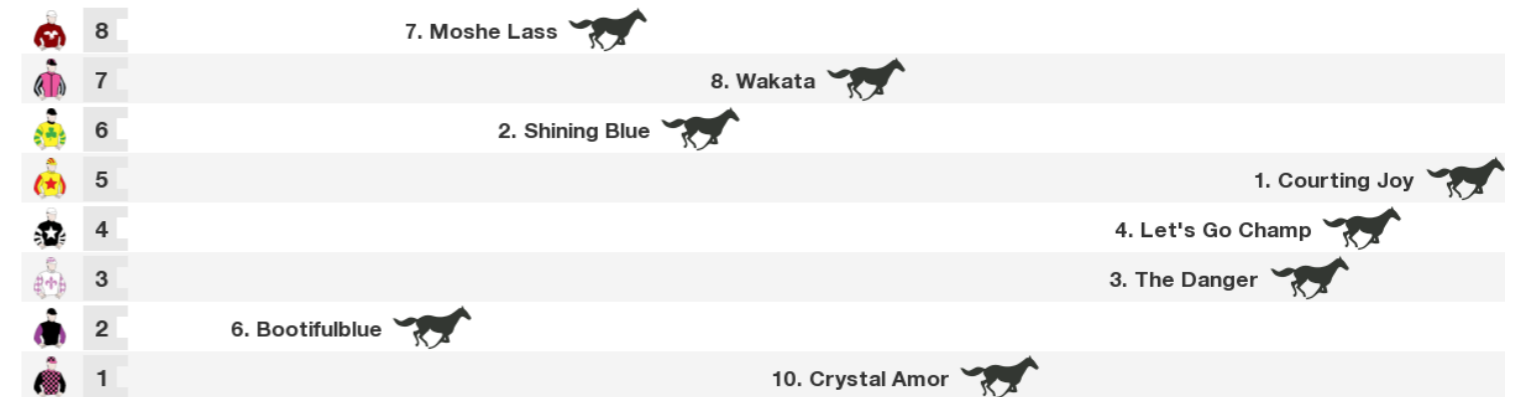 8 7. Moshe Lass
7 8. Wakata
6 2. Shining Blue
5 1. Courting Joy
4 4. Let's Go Champ
3 3. The Danger
2 6. Bootifulblue
1 10. Crystal Amor